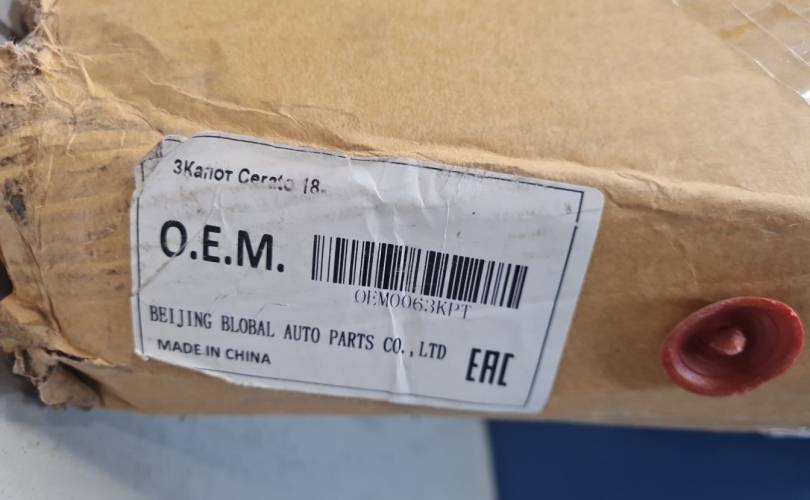 3Капот Cerato 18-
O.E.M.
OEM0063KPT
BEIJING BLOBAL AUTO PARTS CO.,LTD
MADE IN CHINA
EAC